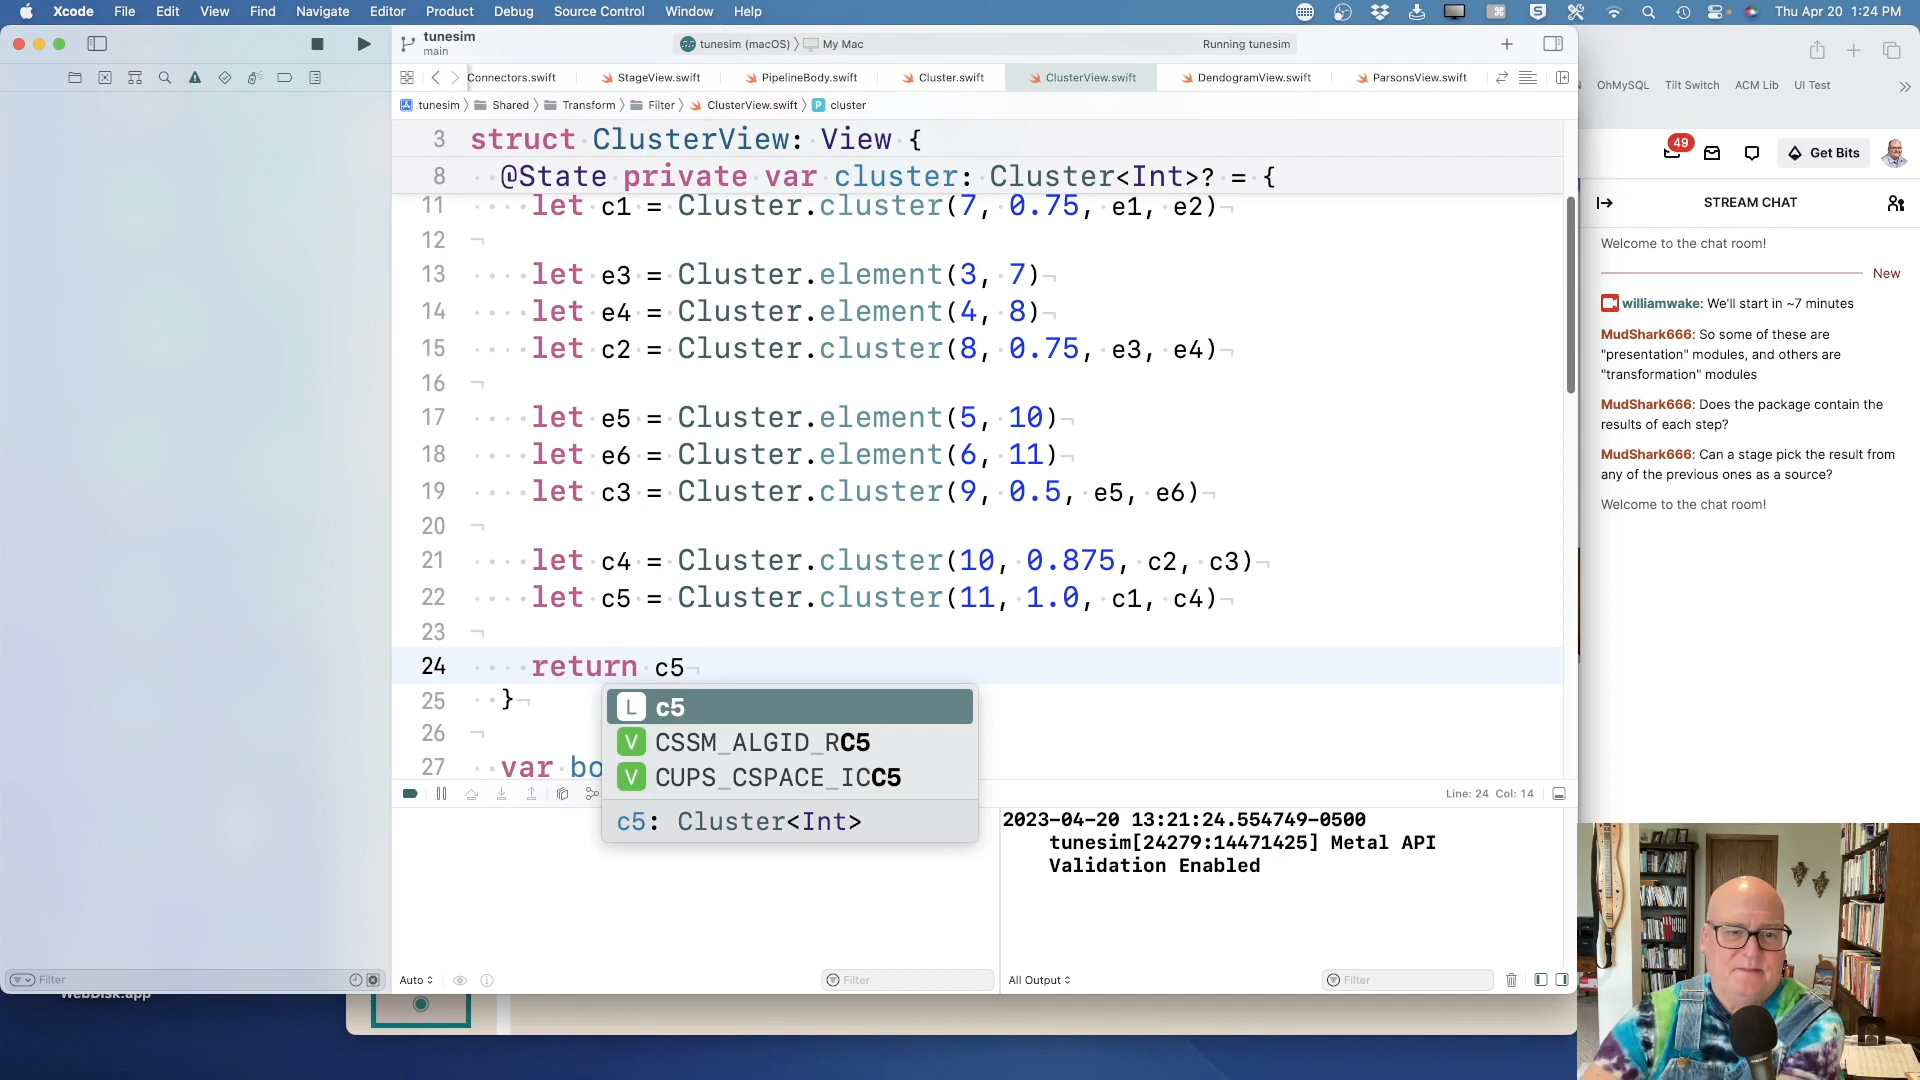 Xcode File Edit View Find Navigate Editor Product Debug Source Control Window Help
Thu Apr 20 1:24 PM
tunesim
main
tunesim (macOS) My Mac
Running tunesim
Connectors.swift StageView.swift PipelineBody.swift Cluster.swift ClusterView.swift DendogramView.swift ParsonsView.swift
tunesim Shared Transform Filter ClusterView.swift P cluster
3 struct ClusterView: View {
8 @State private var cluster: Cluster<Int>? = {
11 let c1 = Cluster.cluster(7, 0.75, e1, e2)
12
13 let e3 = Cluster.element(3, 7)
14 let e4 = Cluster.element(4, 8)
15 let c2 = Cluster.cluster(8, 0.75, e3, e4)
16
17 let e5 = Cluster.element(5, 10)
18 let e6 = Cluster.element(6, 11)
19 let c3 = Cluster.cluster(9, 0.5, e5, e6)
20
21 let c4 = Cluster.cluster(10, 0.875, c2, c3)
22 let c5 = Cluster.cluster(11, 1.0, c1, c4)
23
24 return c5
25 }
26
27 var bo
L c5
V CSSM_ALGID_RC5
V CUPS_CSPACE_ICC5
c5: Cluster<Int>
Line: 24 Col: 14
2023-04-20 13:21:24.554749-0500
tunesim[24279:14471425] Metal API
Validation Enabled
Filter
Auto
Filter
All Output
Filter
WebDisk.app
OhMySQL Tilt Switch ACM Lib UI Test
49
Get Bits
STREAM CHAT
Welcome to the chat room!
New
williamwake: We'll start in ~7 minutes
MudShark666: So some of these are
"presentation" modules, and others are
"transformation" modules
MudShark666: Does the package contain the
results of each step?
MudShark666: Can a stage pick the result from
any of the previous ones as a source?
Welcome to the chat room!